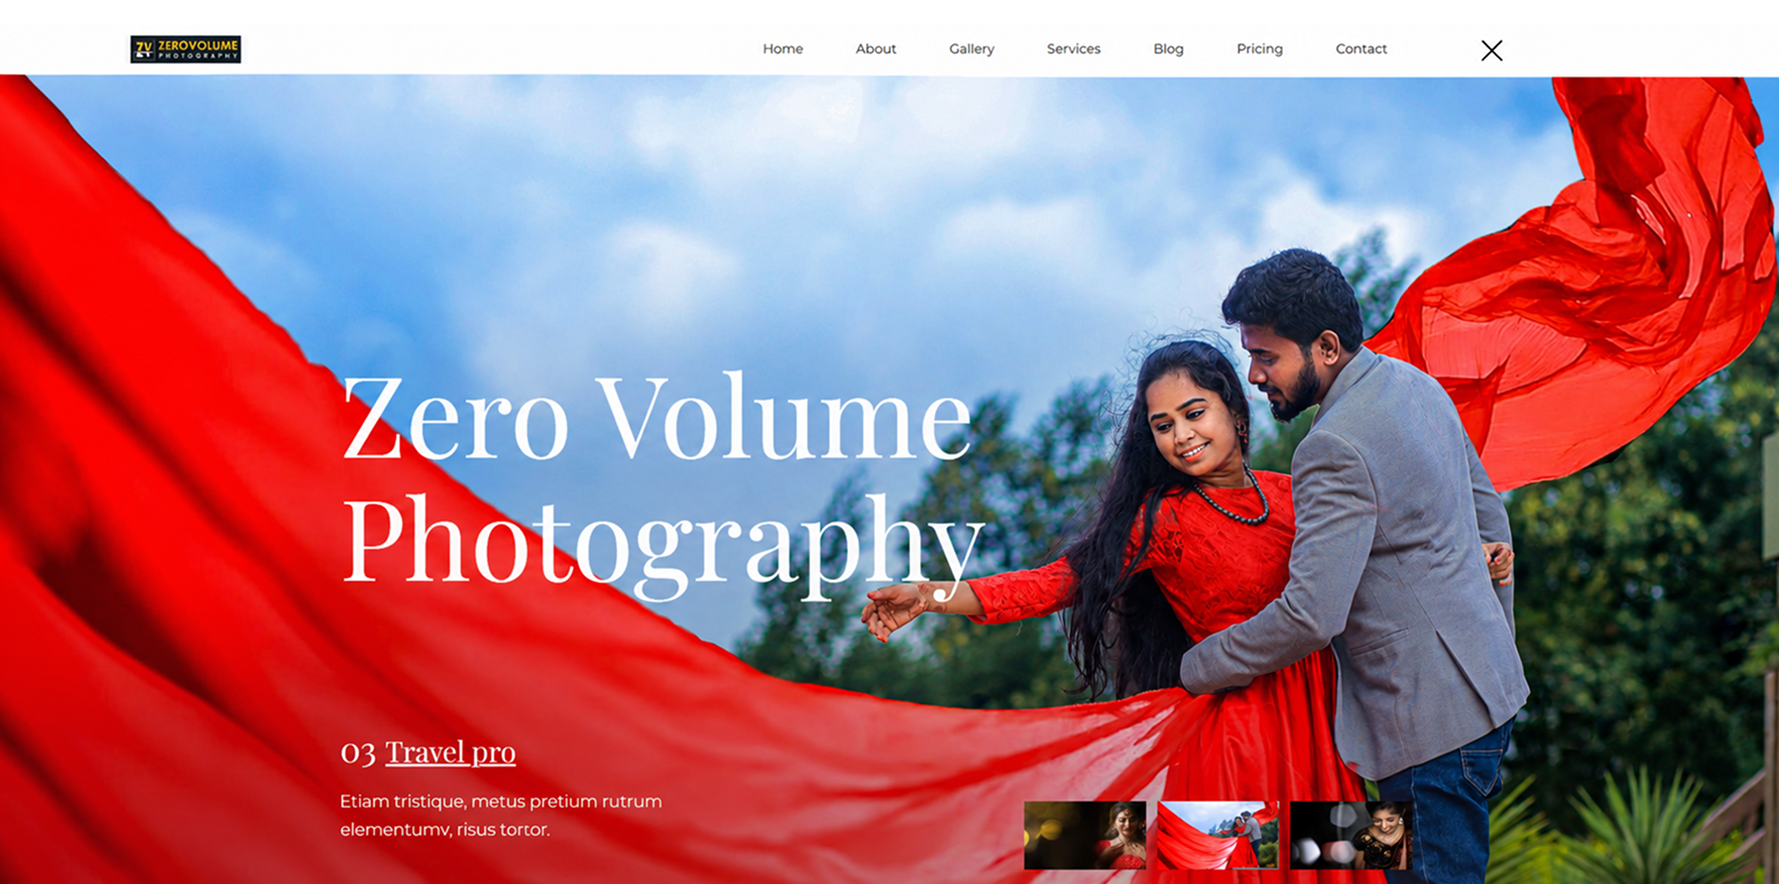 ZV ZEROVOLUME
PHOTOGRAPHY
Home About Gallery Services Blog Pricing Contact
Zero Volume
Photography
03 Travel pro
Etiam tristique, metus pretium rutrum
elementumv, risus tortor.